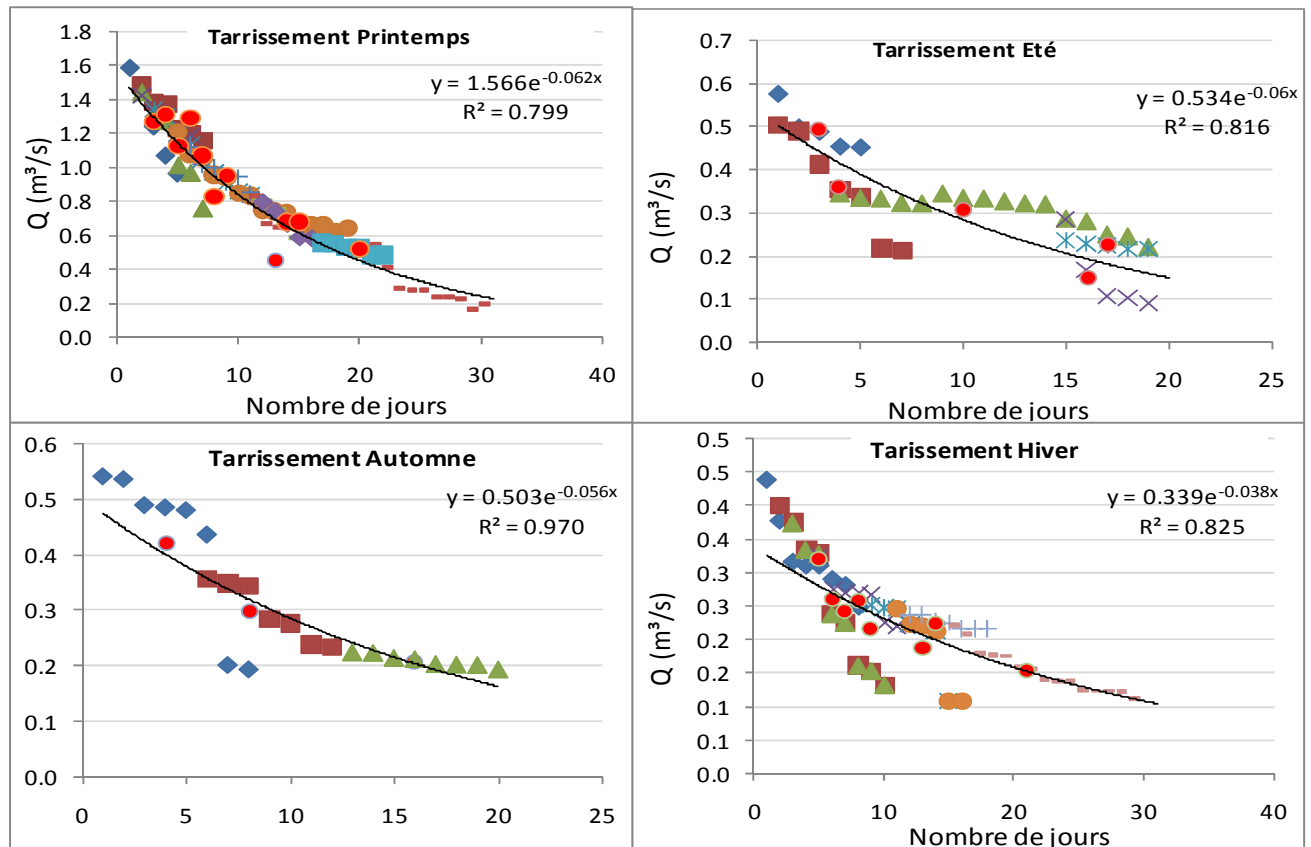 Tarrissement Printemps
y = 1.566e-0.062x
R² = 0.799
Q (m³/s)
1.8
1.6
1.4
1.2
1.0
0.8
0.6
0.4
0.2
0.0
0 10 20 30 40
Nombre de jours
Tarrissement Eté
y = 0.534e-0.06x
R² = 0.816
Q (m³/s)
0.7
0.6
0.5
0.4
0.3
0.2
0.1
0.0
0 5 10 15 20 25
Nombre de jours
Tarrissement Automne
y = 0.503e-0.056x
R² = 0.970
0.6
0.5
0.4
0.3
0.2
0.1
0.0
0 5 10 15 20 25
Tarissement Hiver
y = 0.339e-0.038x
R² = 0.825
Q (m³/s)
0.5
0.5
0.4
0.4
0.3
0.3
0.2
0.2
0.1
0.1
0.0
0 10 20 30 40
Nombre de jours